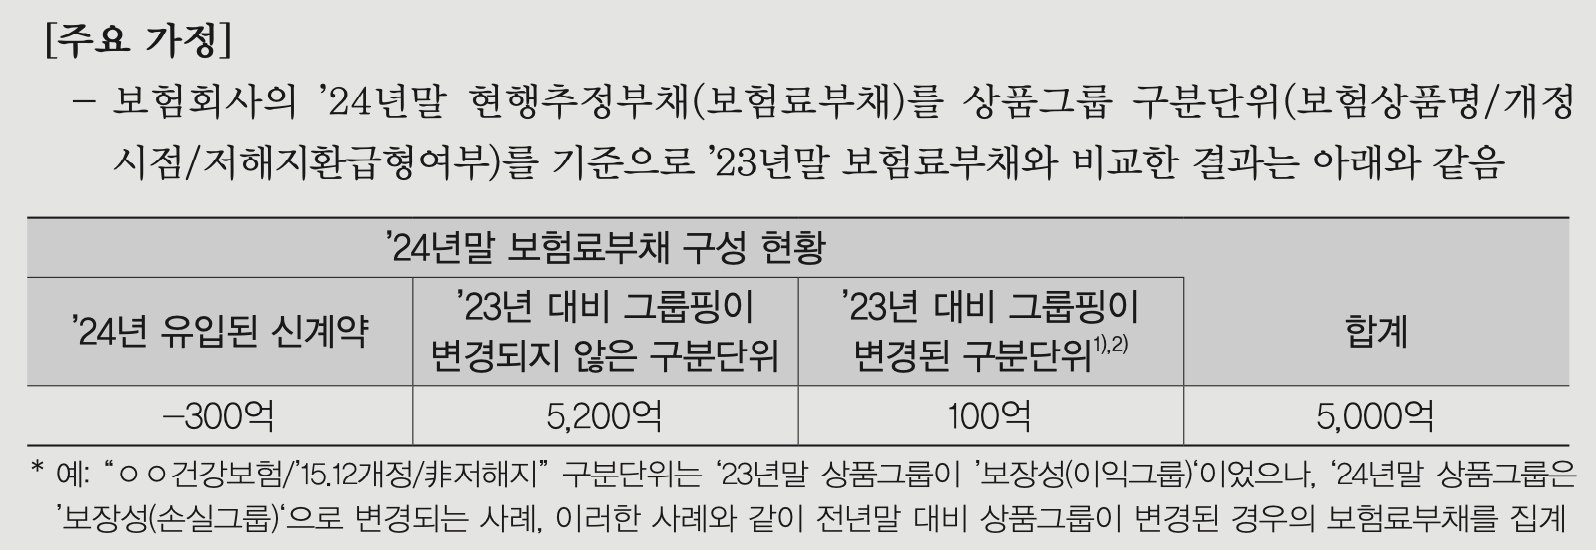 [주요 가정]
– 보험회사의 ’24년말 현행추정부채(보험료부채)를 상품그룹 구분단위(보험상품명/개정
시점/저해지환급형여부)를 기준으로 ’23년말 보험료부채와 비교한 결과는 아래와 같음
’24년말 보험료부채 구성 현황
’24년 유입된 신계약
’23년 대비 그룹핑이
변경되지 않은 구분단위
’23년 대비 그룹핑이
변경된 구분단위1),2)
합계
–300억
5,200억
100억
5,000억
* 예: “ㅇㅇ건강보험/’15.12개정/非저해지” 구분단위는 ‘23년말 상품그룹이 ’보장성(이익그룹)‘이었으나, ‘24년말 상품그룹은
’보장성(손실그룹)‘으로 변경되는 사례, 이러한 사례와 같이 전년말 대비 상품그룹이 변경된 경우의 보험료부채를 집계